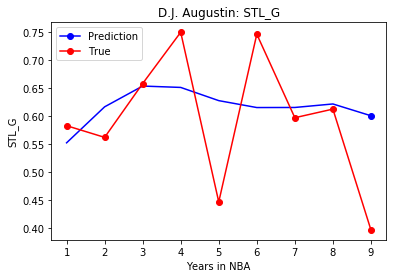 D.J. Augustin: STL_G
Prediction
True
0.75
0.70
0.65
0.60
0.55
0.50
0.45
0.40
STL_G
1 2 3 4 5 6 7 8 9
Years in NBA